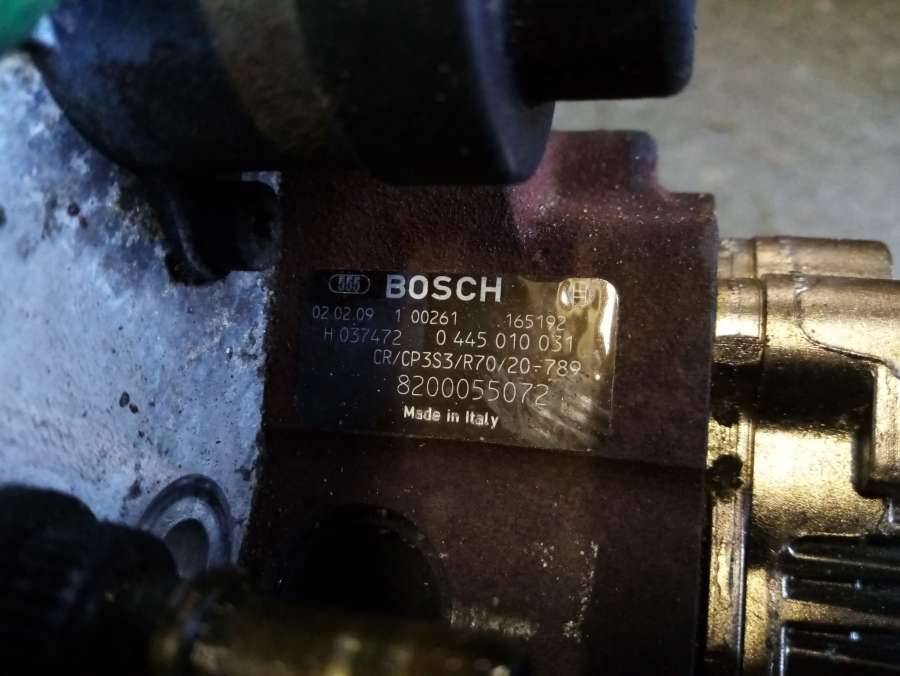 565 BOSCH H
02.02.09 1 00261 165192
H 037472 0 445 010 031
CR/CP3S3/R70/20-789
8200055072
Made in Italy